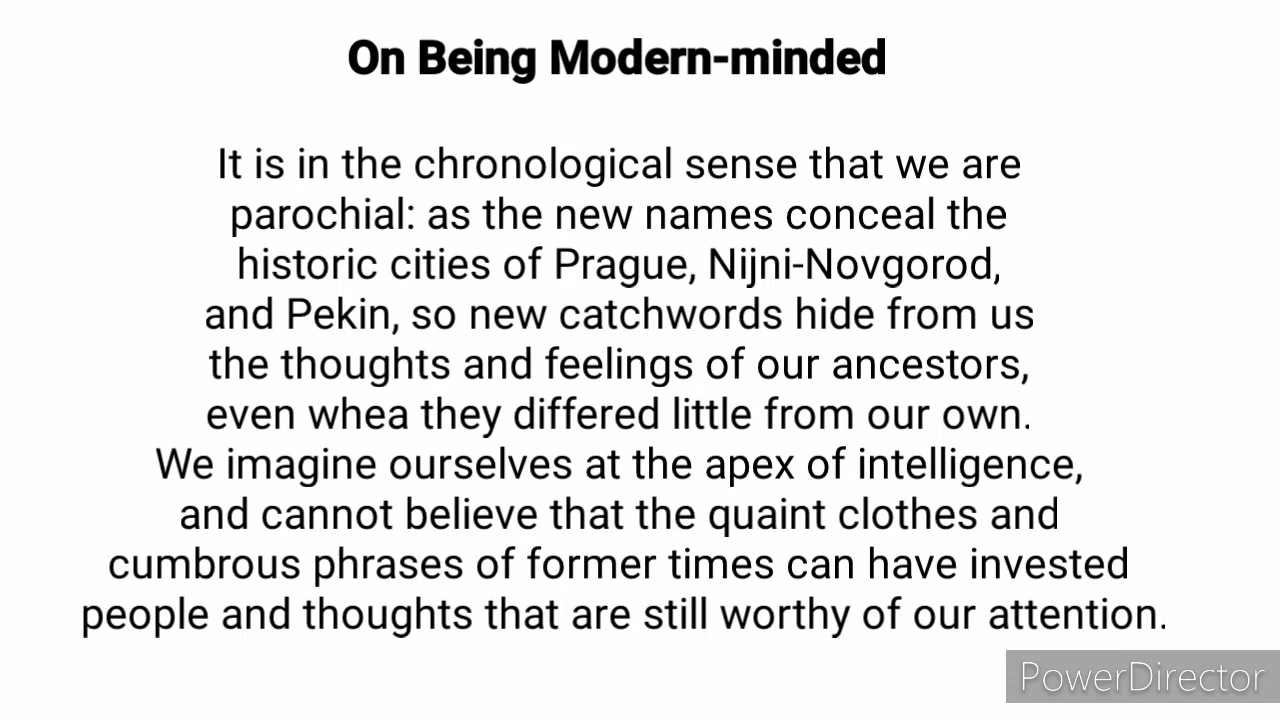 On Being Modern-minded
It is in the chronological sense that we are
parochial: as the new names conceal the
historic cities of Prague, Nijni-Novgorod,
and Pekin, so new catchwords hide from us
the thoughts and feelings of our ancestors,
even whea they differed little from our own.
We imagine ourselves at the apex of intelligence,
and cannot believe that the quaint clothes and
cumbrous phrases of former times can have invested
people and thoughts that are still worthy of our attention.
PowerDirector